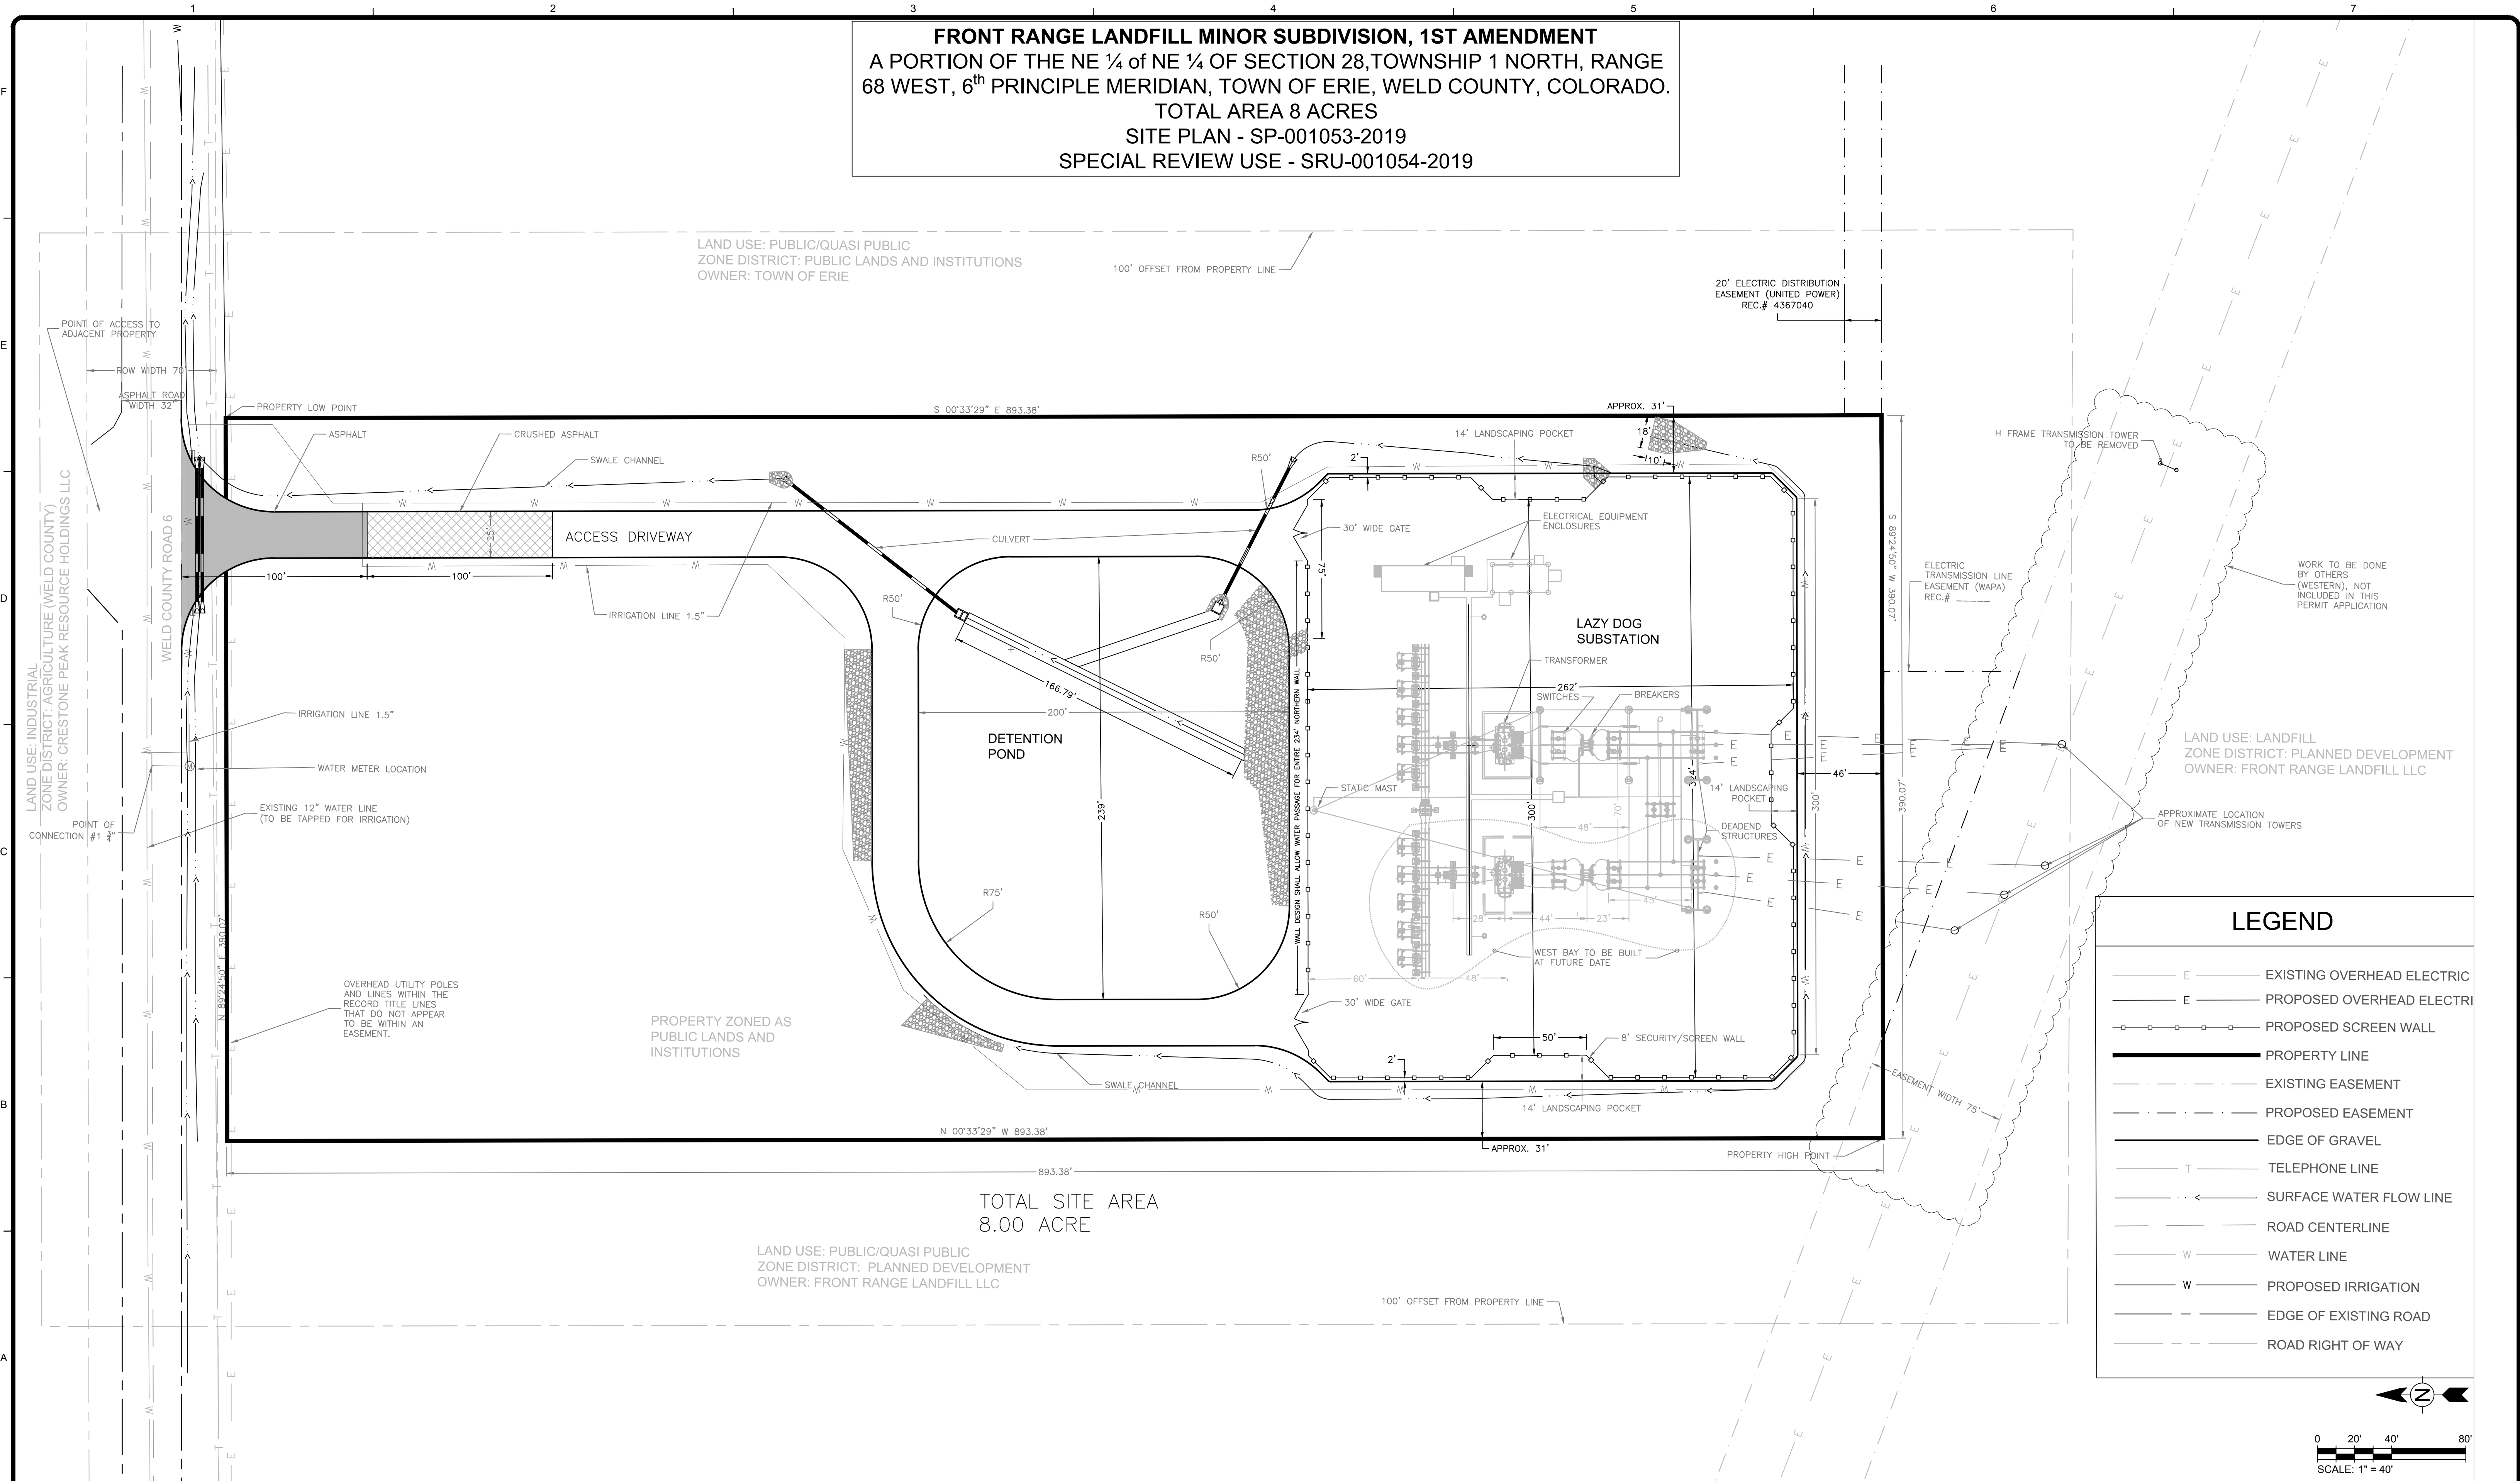 1 2 3 4 5 6 7
F
E
D
C
B
A
FRONT RANGE LANDFILL MINOR SUBDIVISION, 1ST AMENDMENT
A PORTION OF THE NE ¼ of NE ¼ OF SECTION 28,TOWNSHIP 1 NORTH, RANGE
68 WEST, 6th PRINCIPLE MERIDIAN, TOWN OF ERIE, WELD COUNTY, COLORADO.
TOTAL AREA 8 ACRES
SITE PLAN - SP-001053-2019
SPECIAL REVIEW USE - SRU-001054-2019
LAND USE: PUBLIC/QUASI PUBLIC
ZONE DISTRICT: PUBLIC LANDS AND INSTITUTIONS
OWNER: TOWN OF ERIE
100' OFFSET FROM PROPERTY LINE
20' ELECTRIC DISTRIBUTION
EASEMENT (UNITED POWER)
REC.# 4367040
POINT OF ACCESS TO
ADJACENT PROPERTY
ROW WIDTH 70'
ASPHALT ROAD
WIDTH 32'
PROPERTY LOW POINT
S 00°33'29" E 893.38'
APPROX. 31'
ASPHALT
CRUSHED ASPHALT
SWALE CHANNEL
14' LANDSCAPING POCKET
18'
10'
2'
R50'
H FRAME TRANSMISSION TOWER
TO BE REMOVED
LAND USE: INDUSTRIAL
ZONE DISTRICT: AGRICULTURE (WELD COUNTY)
OWNER: CRESTONE PEAK RESOURCE HOLDINGS LLC
WELD COUNTY ROAD 6
25'
ACCESS DRIVEWAY
100'
100'
CULVERT
30' WIDE GATE
75'
ELECTRICAL EQUIPMENT
ENCLOSURES
S 89°24'50" W 390.07'
ELECTRIC
TRANSMISSION LINE
EASEMENT (WAPA)
REC.# _____
WORK TO BE DONE
BY OTHERS
(WESTERN), NOT
INCLUDED IN THIS
PERMIT APPLICATION
IRRIGATION LINE 1.5"
R50'
R50'
R50'
LAZY DOG
SUBSTATION
TRANSFORMER
262'
SWITCHES
BREAKERS
166.79'
200'
IRRIGATION LINE 1.5"
DETENTION
POND
WATER METER LOCATION
M
WALL DESIGN SHALL ALLOW WATER PASSAGE FOR ENTIRE 234' NORTHERN WALL
STATIC MAST
324'
46'
14' LANDSCAPING
POCKET
LAND USE: LANDFILL
ZONE DISTRICT: PLANNED DEVELOPMENT
OWNER: FRONT RANGE LANDFILL LLC
EXISTING 12" WATER LINE
(TO BE TAPPED FOR IRRIGATION)
POINT OF
CONNECTION #1 ¾"
239'
300'
48'
70'
300'
390.07'
DEADEND
STRUCTURES
APPROXIMATE LOCATION
OF NEW TRANSMISSION TOWERS
R75'
R50'
28'
44'
23'
45'
WEST BAY TO BE BUILT
AT FUTURE DATE
60'
48'
N 89°24'50" E 390.07'
OVERHEAD UTILITY POLES
AND LINES WITHIN THE
RECORD TITLE LINES
THAT DO NOT APPEAR
TO BE WITHIN AN
EASEMENT.
PROPERTY ZONED AS
PUBLIC LANDS AND
INSTITUTIONS
30' WIDE GATE
50'
8' SECURITY/SCREEN WALL
2'
SWALE CHANNEL
14' LANDSCAPING POCKET
EASEMENT WIDTH 75'
N 00°33'29" W 893.38'
APPROX. 31'
PROPERTY HIGH POINT
893.38'
TOTAL SITE AREA
8.00 ACRE
LAND USE: PUBLIC/QUASI PUBLIC
ZONE DISTRICT: PLANNED DEVELOPMENT
OWNER: FRONT RANGE LANDFILL LLC
100' OFFSET FROM PROPERTY LINE
LEGEND
E EXISTING OVERHEAD ELECTRIC
E PROPOSED OVERHEAD ELECTRI
PROPOSED SCREEN WALL
PROPERTY LINE
EXISTING EASEMENT
PROPOSED EASEMENT
EDGE OF GRAVEL
T TELEPHONE LINE
SURFACE WATER FLOW LINE
ROAD CENTERLINE
W WATER LINE
W PROPOSED IRRIGATION
EDGE OF EXISTING ROAD
ROAD RIGHT OF WAY
N
0 20' 40' 80'
SCALE: 1" = 40'